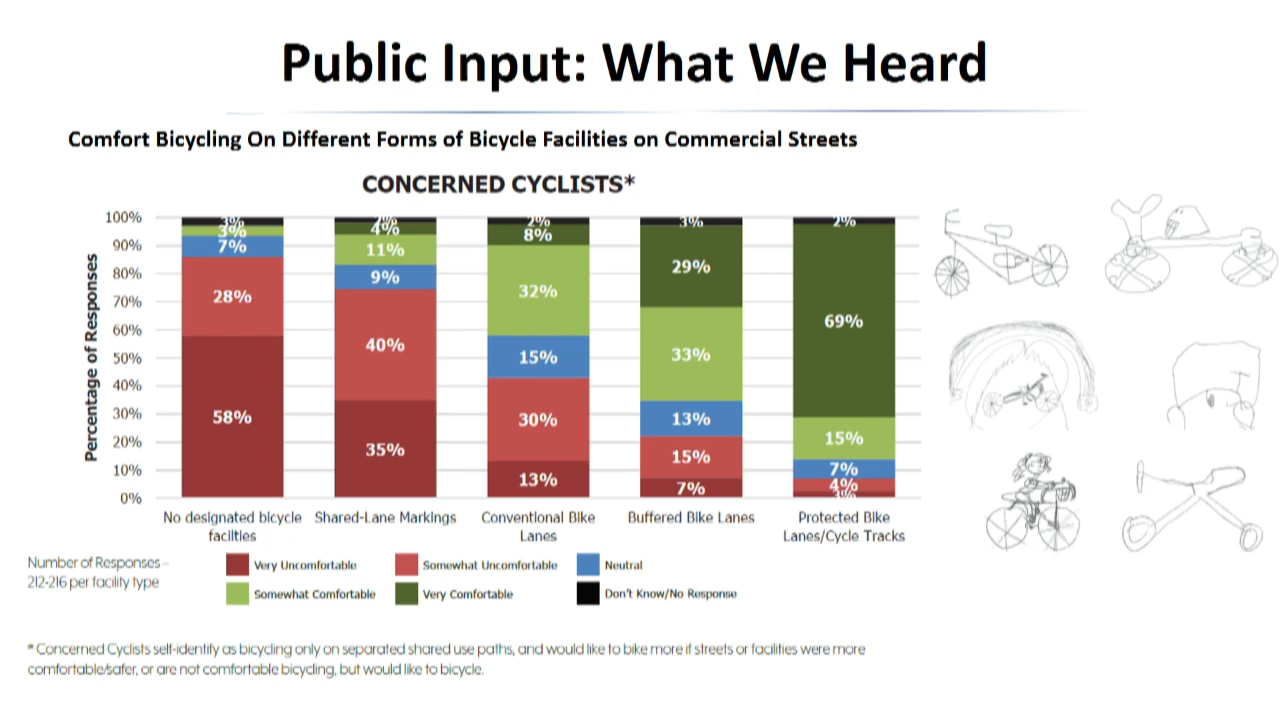 Public Input: What We Heard
Comfort Bicycling On Different Forms of Bicycle Facilities on Commercial Streets
CONCERNED CYCLISTS*
Percentage of Responses
100%
90%
80%
70%
60%
50%
40%
30%
20%
10%
0%
3%
3%
7%
28%
58%
2%
4%
11%
9%
40%
35%
2%
8%
32%
15%
30%
13%
3%
29%
33%
13%
15%
7%
2%
69%
15%
7%
4%
3%
No designated bicycle
facilties
Shared-Lane Markings
Conventional Bike
Lanes
Buffered Bike Lanes
Protected Bike
Lanes/Cycle Tracks
Number of Responses –
212-216 per facility type
Very Uncomfortable
Somewhat Uncomfortable
Neutral
Somewhat Comfortable
Very Comfortable
Don't Know/No Response
* Concerned Cyclists self-identify as bicycling only on separated shared use paths, and would like to bike more if streets or facilities were more
comfortable/safer, or are not comfortable bicycling, but would like to bicycle.